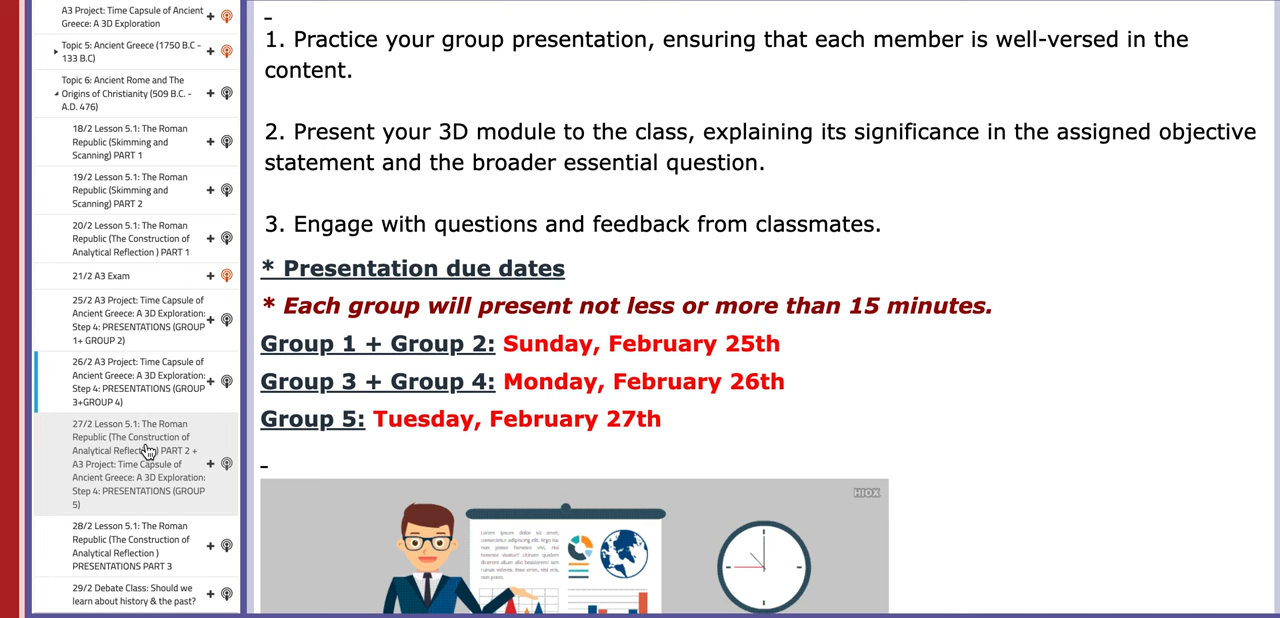 A3 Project: Time Capsule of Ancient
Greece: A 3D Exploration
Topic 5: Ancient Greece (1750 B.C -
133 B.C)
Topic 6: Ancient Rome and The
Origins of Christianity (509 B.C. -
A.D. 476)
18/2 Lesson 5.1: The Roman
Republic (Skimming and
Scanning) PART 1
19/2 Lesson 5.1: The Roman
Republic (Skimming and
Scanning) PART 2
20/2 Lesson 5.1: The Roman
Republic (The Construction of
Analytical Reflection ) PART 1
21/2 A3 Exam
25/2 A3 Project: Time Capsule of
Ancient Greece: A 3D Exploration:
Step 4: PRESENTATIONS (GROUP
1+ GROUP 2)
26/2 A3 Project: Time Capsule of
Ancient Greece: A 3D Exploration:
Step 4: PRESENTATIONS (GROUP
3+GROUP 4)
27/2 Lesson 5.1: The Roman
Republic (The Construction of
Analytical Reflection ) PART 2 +
A3 Project: Time Capsule of
Ancient Greece: A 3D Exploration:
Step 4: PRESENTATIONS (GROUP
5)
28/2 Lesson 5.1: The Roman
Republic (The Construction of
Analytical Reflection )
PRESENTATIONS PART 3
29/2 Debate Class: Should we
learn about history & the past?
1. Practice your group presentation, ensuring that each member is well-versed in the
content.
2. Present your 3D module to the class, explaining its significance in the assigned objective
statement and the broader essential question.
3. Engage with questions and feedback from classmates.
* Presentation due dates
* Each group will present not less or more than 15 minutes.
Group 1 + Group 2: Sunday, February 25th
Group 3 + Group 4: Monday, February 26th
Group 5: Tuesday, February 27th
HIOX
Lorem ipsum dolor sit amet,